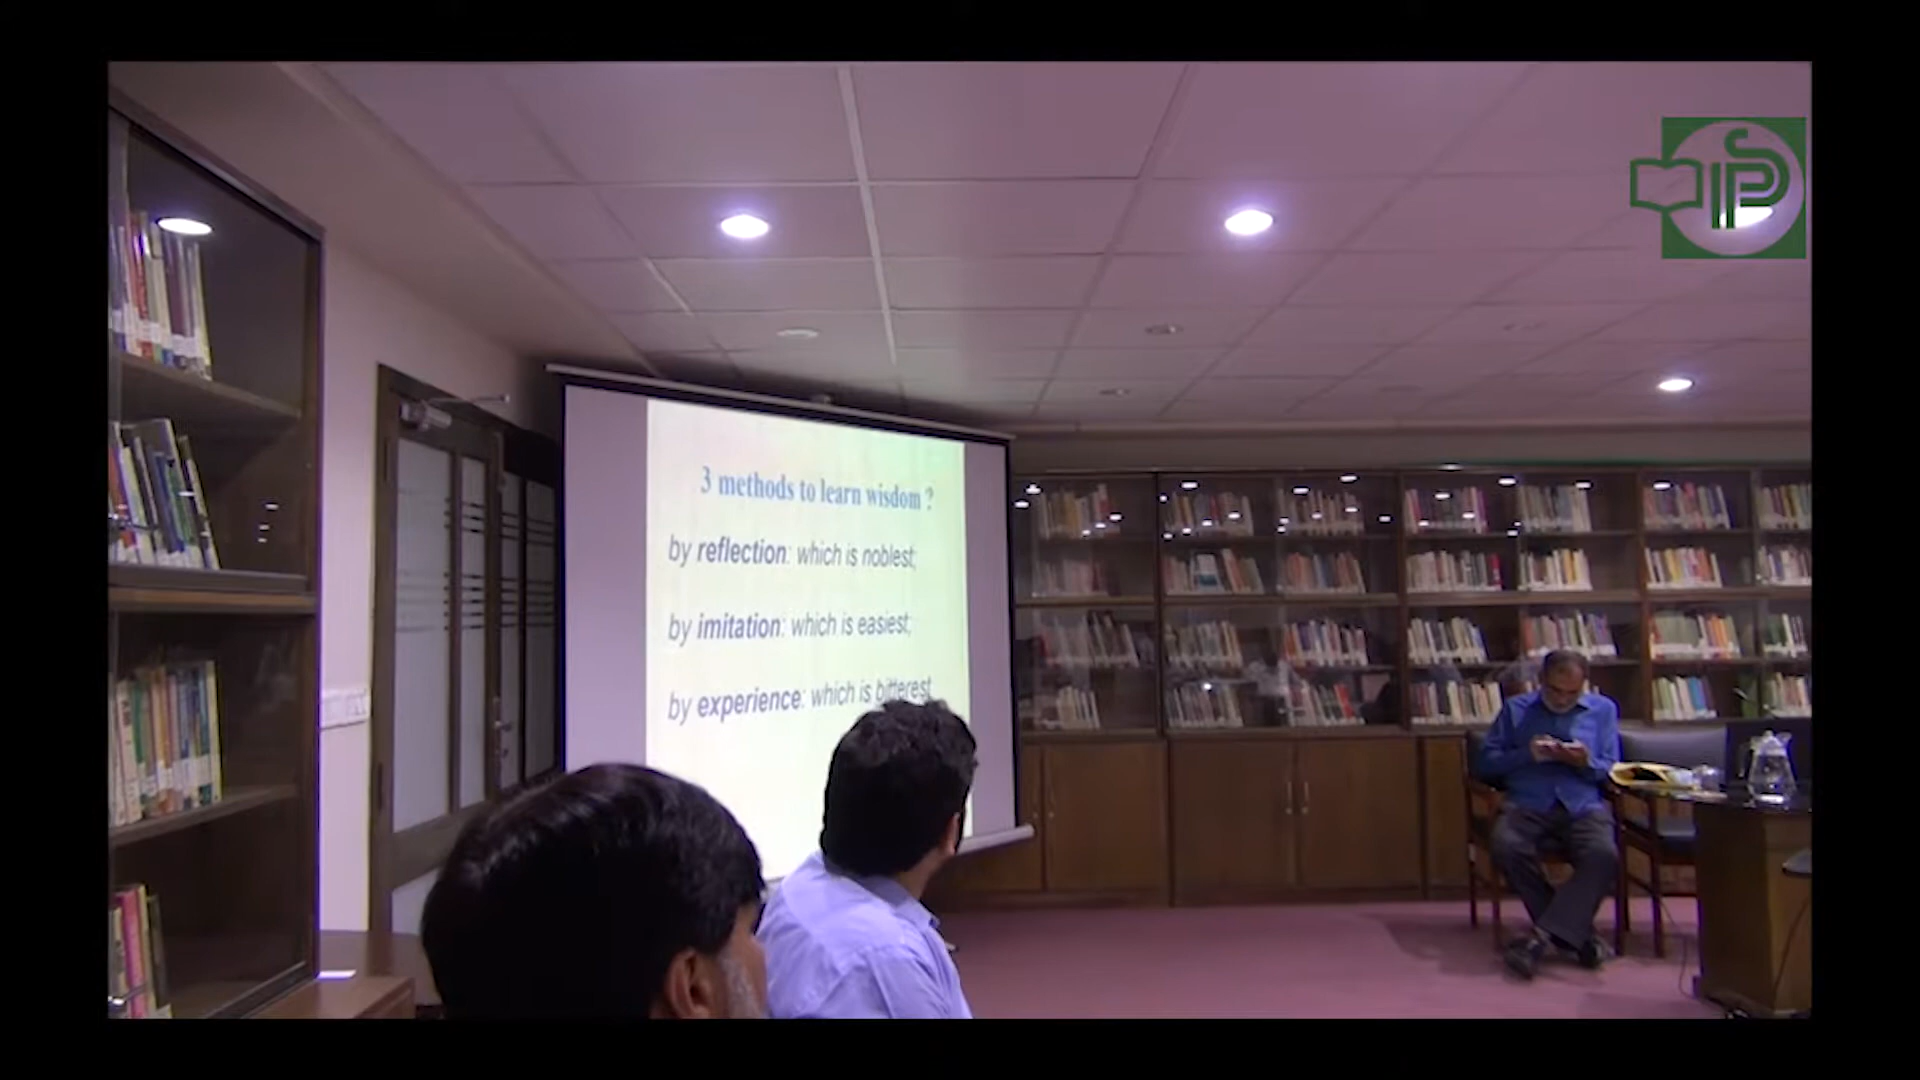 IPS
3 methods to learn wisdom ?
by reflection: which is noblest;
by imitation: which is easiest;
by experience: which is bitterest